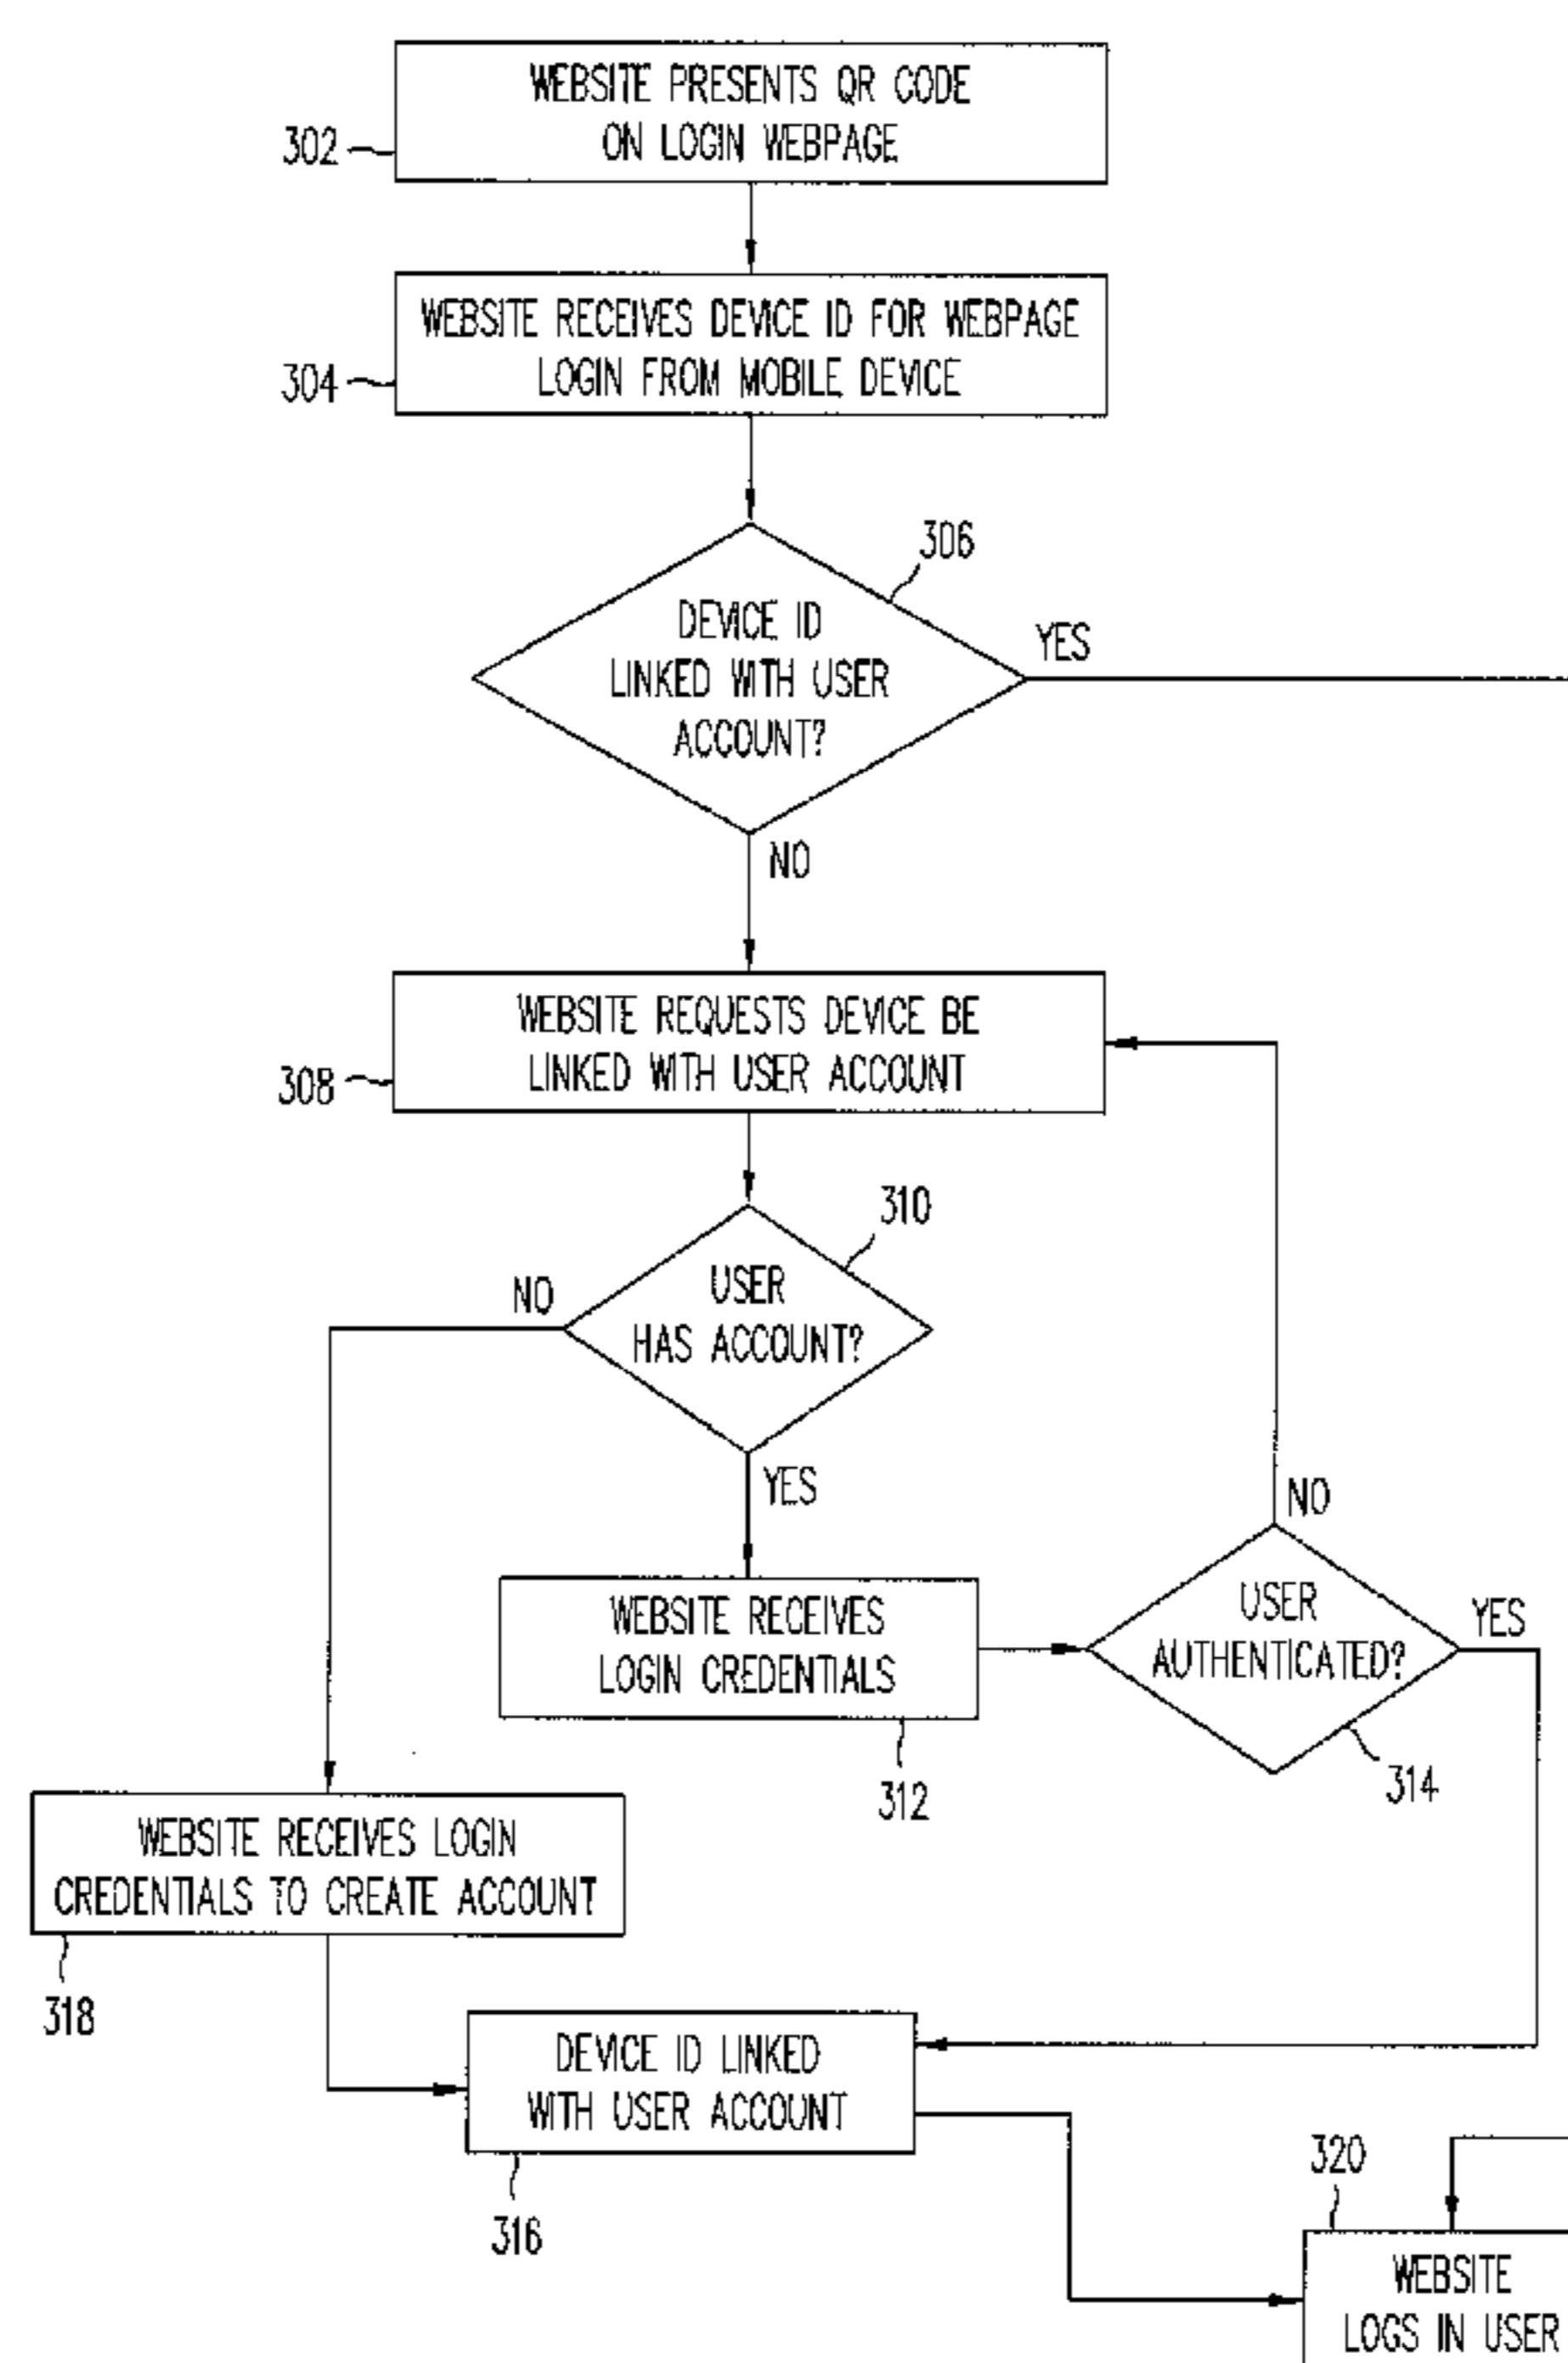 WEBSITE PRESENTS QR CODE
ON LOGIN WEBPAGE
302
WEBSITE RECEIVES DEVICE ID FOR WEBPAGE
LOGIN FROM MOBILE DEVICE
304
306
DEVICE ID
LINKED WITH USER
ACCOUNT?
YES
NO
WEBSITE REQUESTS DEVICE BE
LINKED WITH USER ACCOUNT
308
310
USER
HAS ACCOUNT?
NO
YES
NO
WEBSITE RECEIVES
LOGIN CREDENTIALS
312
USER
AUTHENTICATED?
YES
314
WEBSITE RECEIVES LOGIN
CREDENTIALS TO CREATE ACCOUNT
318
DEVICE ID LINKED
WITH USER ACCOUNT
316
320
WEBSITE
LOGS IN USER